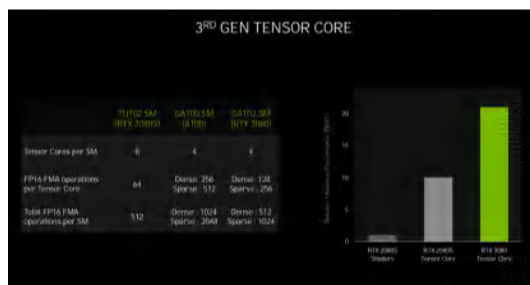 3RD GEN TENSOR CORE
TU102 SM GA100 SM GA102 SM
(RTX 2080S) (A100) (RTX 3080)
Tensor Cores per SM 8 4 4
FP16 FMA operations
per Tensor Core
64
Dense: 256
Sparse: 512
Dense: 128
Sparse: 256
Total FP16 FMA
operations per SM
512
Dense: 1024
Sparse: 2048
Dense: 512
Sparse: 1024
20
15
10
5
0
RTX 2080S
Shaders
RTX 2080S
Tensor Core
RTX 3080
Tensor Core